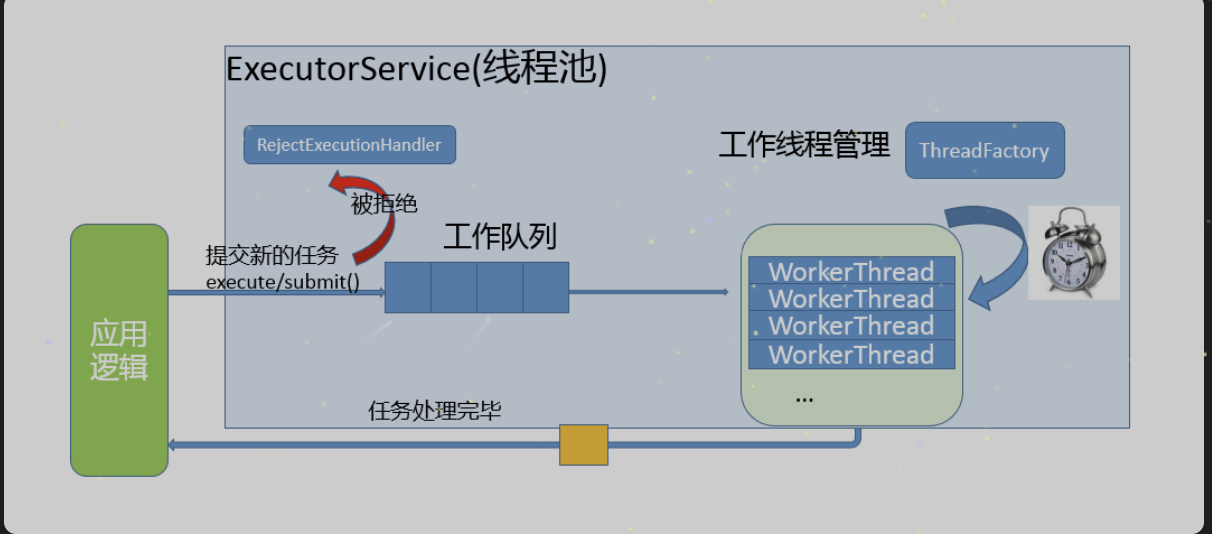 ExecutorService(线程池)
RejectExecutionHandler
工作线程管理
ThreadFactory
被拒绝
工作队列
提交新的任务
execute/submit()
WorkerThread
WorkerThread
WorkerThread
WorkerThread
...
应用
逻辑
任务处理完毕